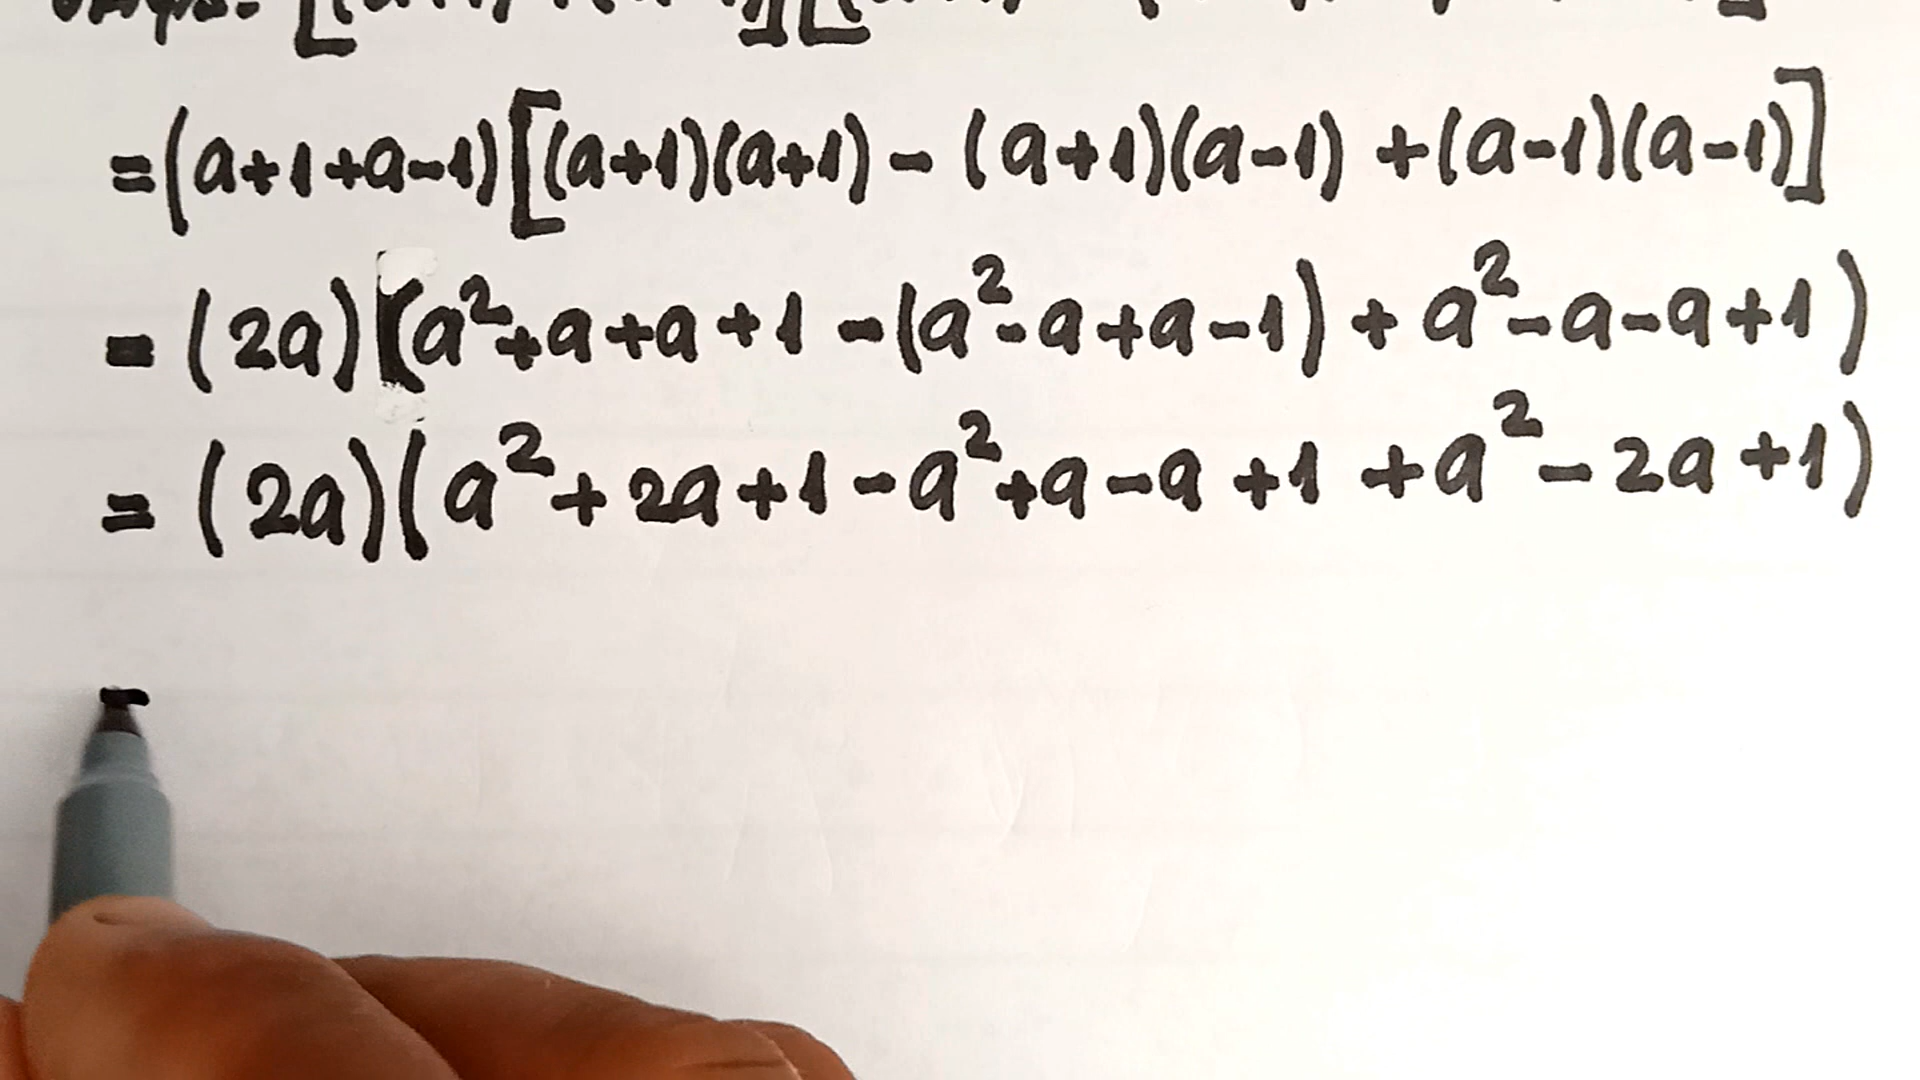 =(a+1+a-1)[(a+1)(a+1) - (a+1)(a-1) +(a-1)(a-1)]
= (2a)(a²+a+a+1 -(a²-a+a-1) + a²-a-a+1)
= (2a)(a²+2a+1-a²+a-a+1 +a²-2a+1)